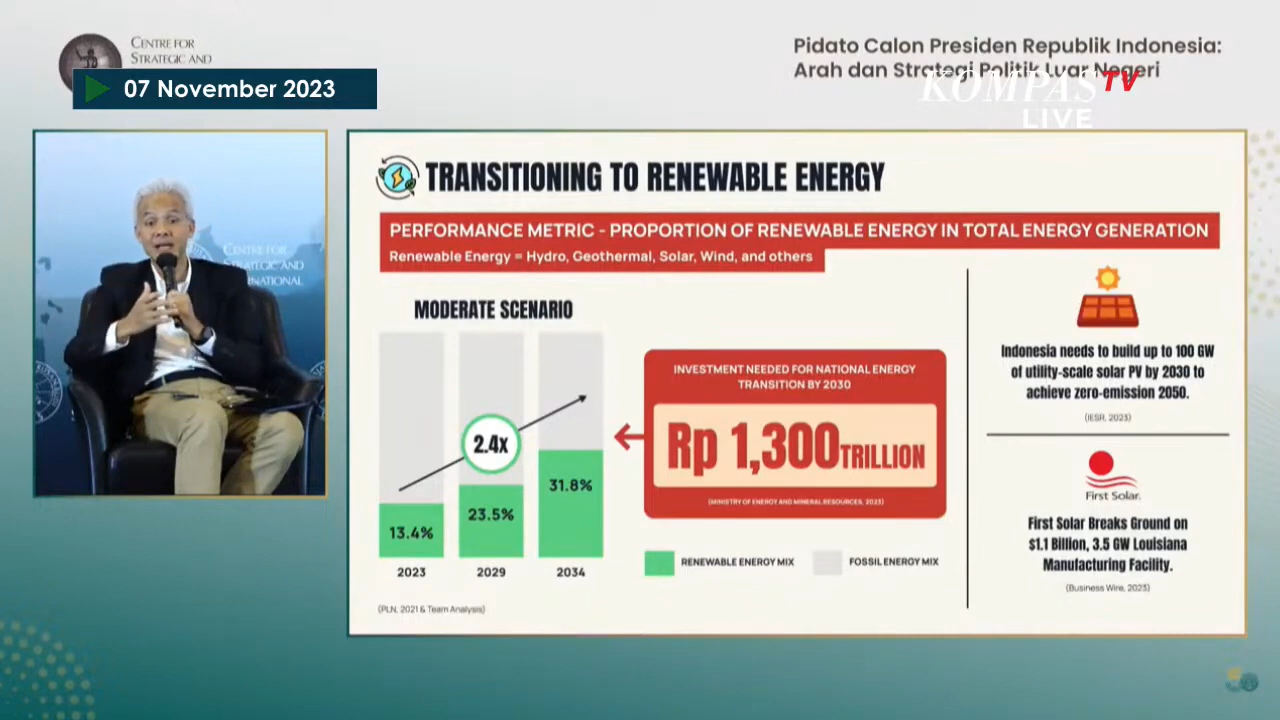 CENTRE FOR
STRATEGIC AND
07 November 2023
Pidato Calon Presiden Republik Indonesia:
Arah dan Strategi Politik Luar Negeri
KOMPAS TV
LIVE
CENTRE FOR
STRATEGIC AND
TRANSITIONING TO RENEWABLE ENERGY
PERFORMANCE METRIC - PROPORTION OF RENEWABLE ENERGY IN TOTAL ENERGY GENERATION
Renewable Energy = Hydro, Geothermal, Solar, Wind, and others
MODERATE SCENARIO
2.4x
13.4%
23.5%
31.8%
2023
2029
2034
(PLN, 2021 & Team Analysis)
INVESTMENT NEEDED FOR NATIONAL ENERGY
TRANSITION BY 2030
Rp 1,300 TRILLION
(MINISTRY OF ENERGY AND MINERAL RESOURCES, 2023)
RENEWABLE ENERGY MIX
FOSSIL ENERGY MIX
Indonesia needs to build up to 100 GW
of utility-scale solar PV by 2030 to
achieve zero-emission 2050.
(IESR, 2023)
First Solar.
First Solar Breaks Ground on
$1.1 Billion, 3.5 GW Louisiana
Manufacturing Facility.
(Business Wire, 2023)